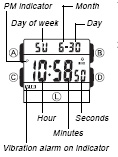 PM indicator
Month
Day of week
Day
SU 6-30
A
B
10:58 50
C
D
L
Hour
Seconds
Minutes
Vibration alarm on indicator